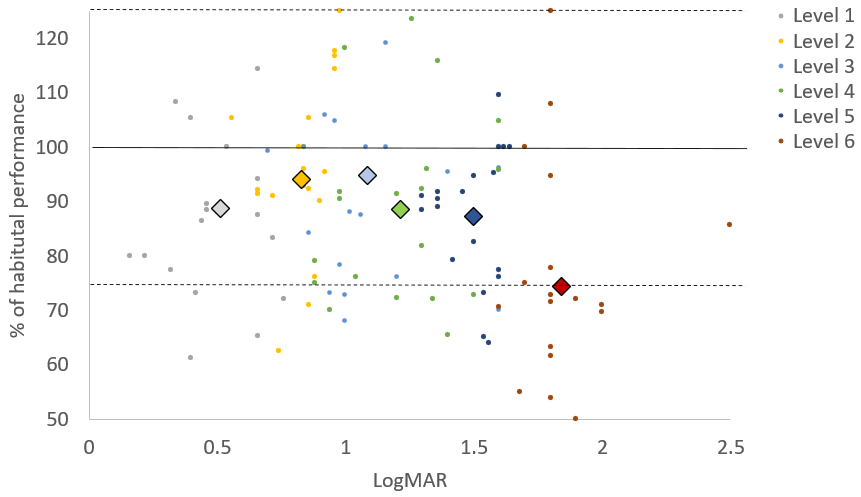 Level 1
Level 2
Level 3
Level 4
Level 5
Level 6
120
110
100
90
80
70
60
50
% of habitutal performance
0
0.5
1
1.5
2
2.5
LogMAR